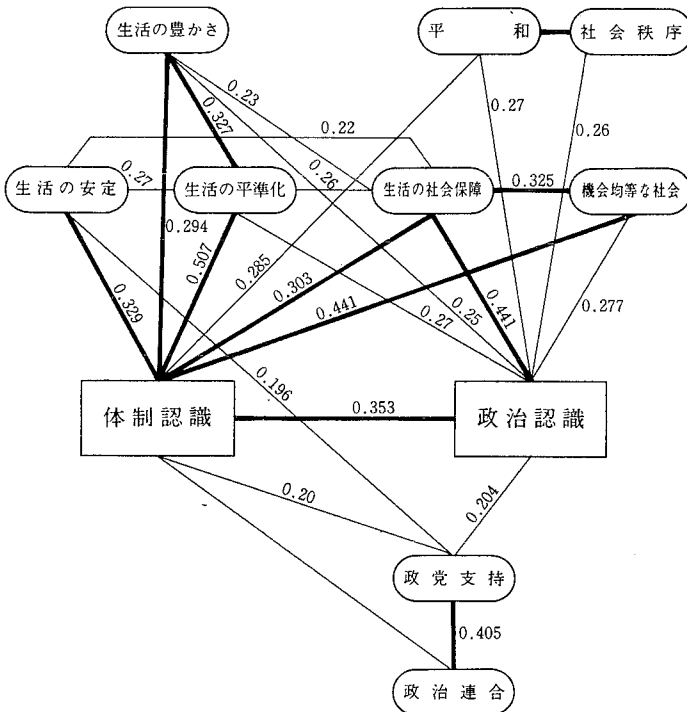 生活の豊かさ
平和
社会秩序
0.23
0.327
0.27
0.26
0.22
生活の安定
0.27
生活の平準化
0.26
生活の社会保障
0.325
機会均等な社会
0.294
0.507
0.285
0.303
0.441
0.329
0.441
0.27
0.25
0.277
0.196
体制認識
0.353
政治認識
0.20
0.204
政党支持
0.405
政治連合